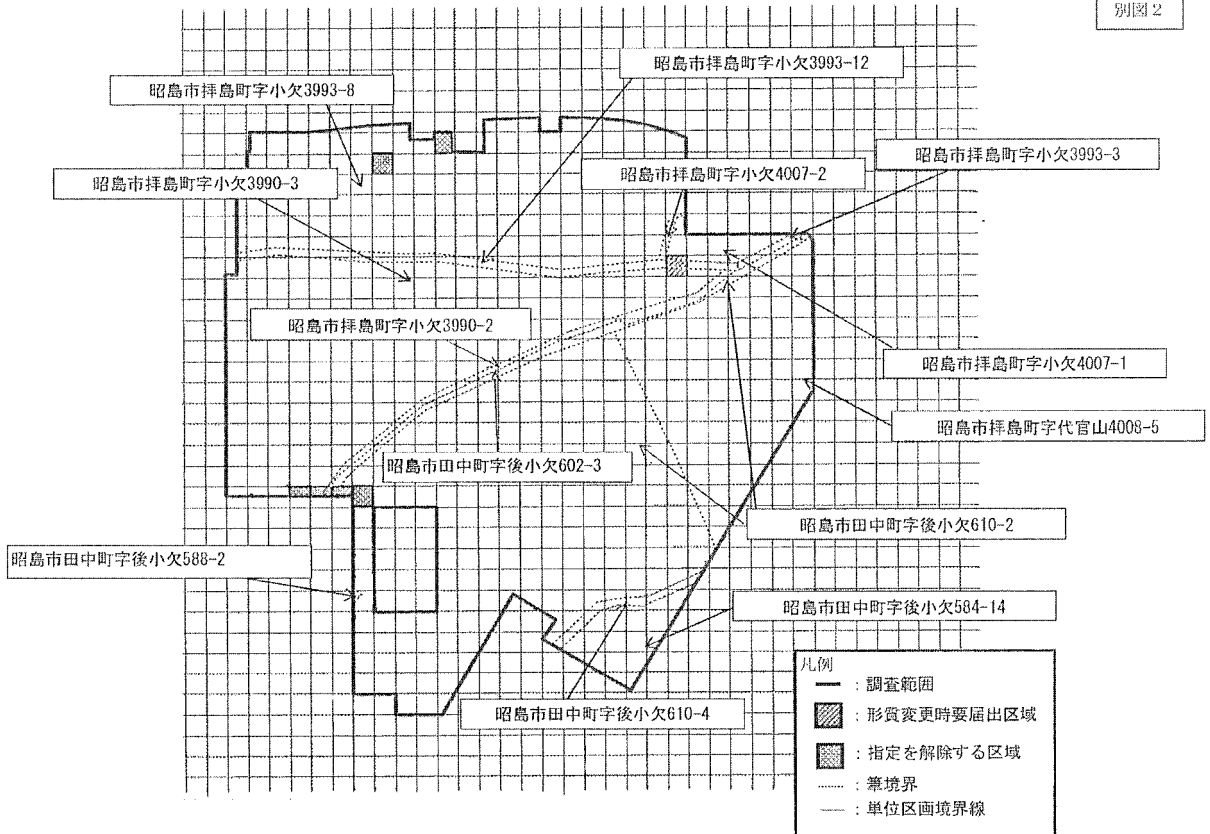 別図2
昭島市拝島町字小欠3993-12
昭島市拝島町字小欠3993-8
昭島市拝島町字小欠3993-3
昭島市拝島町字小欠4007-2
昭島市拝島町字小欠3990-3
昭島市拝島町字小欠3990-2
昭島市拝島町字小欠4007-1
昭島市拝島町字代官山4008-5
昭島市田中町字後小欠602-3
昭島市田中町字後小欠610-2
昭島市田中町字後小欠588-2
昭島市田中町字後小欠584-14
昭島市田中町字後小欠610-4
凡例
：調査範囲
：形質変更時要届出区域
：指定を解除する区域
：筆境界
：単位区画境界線